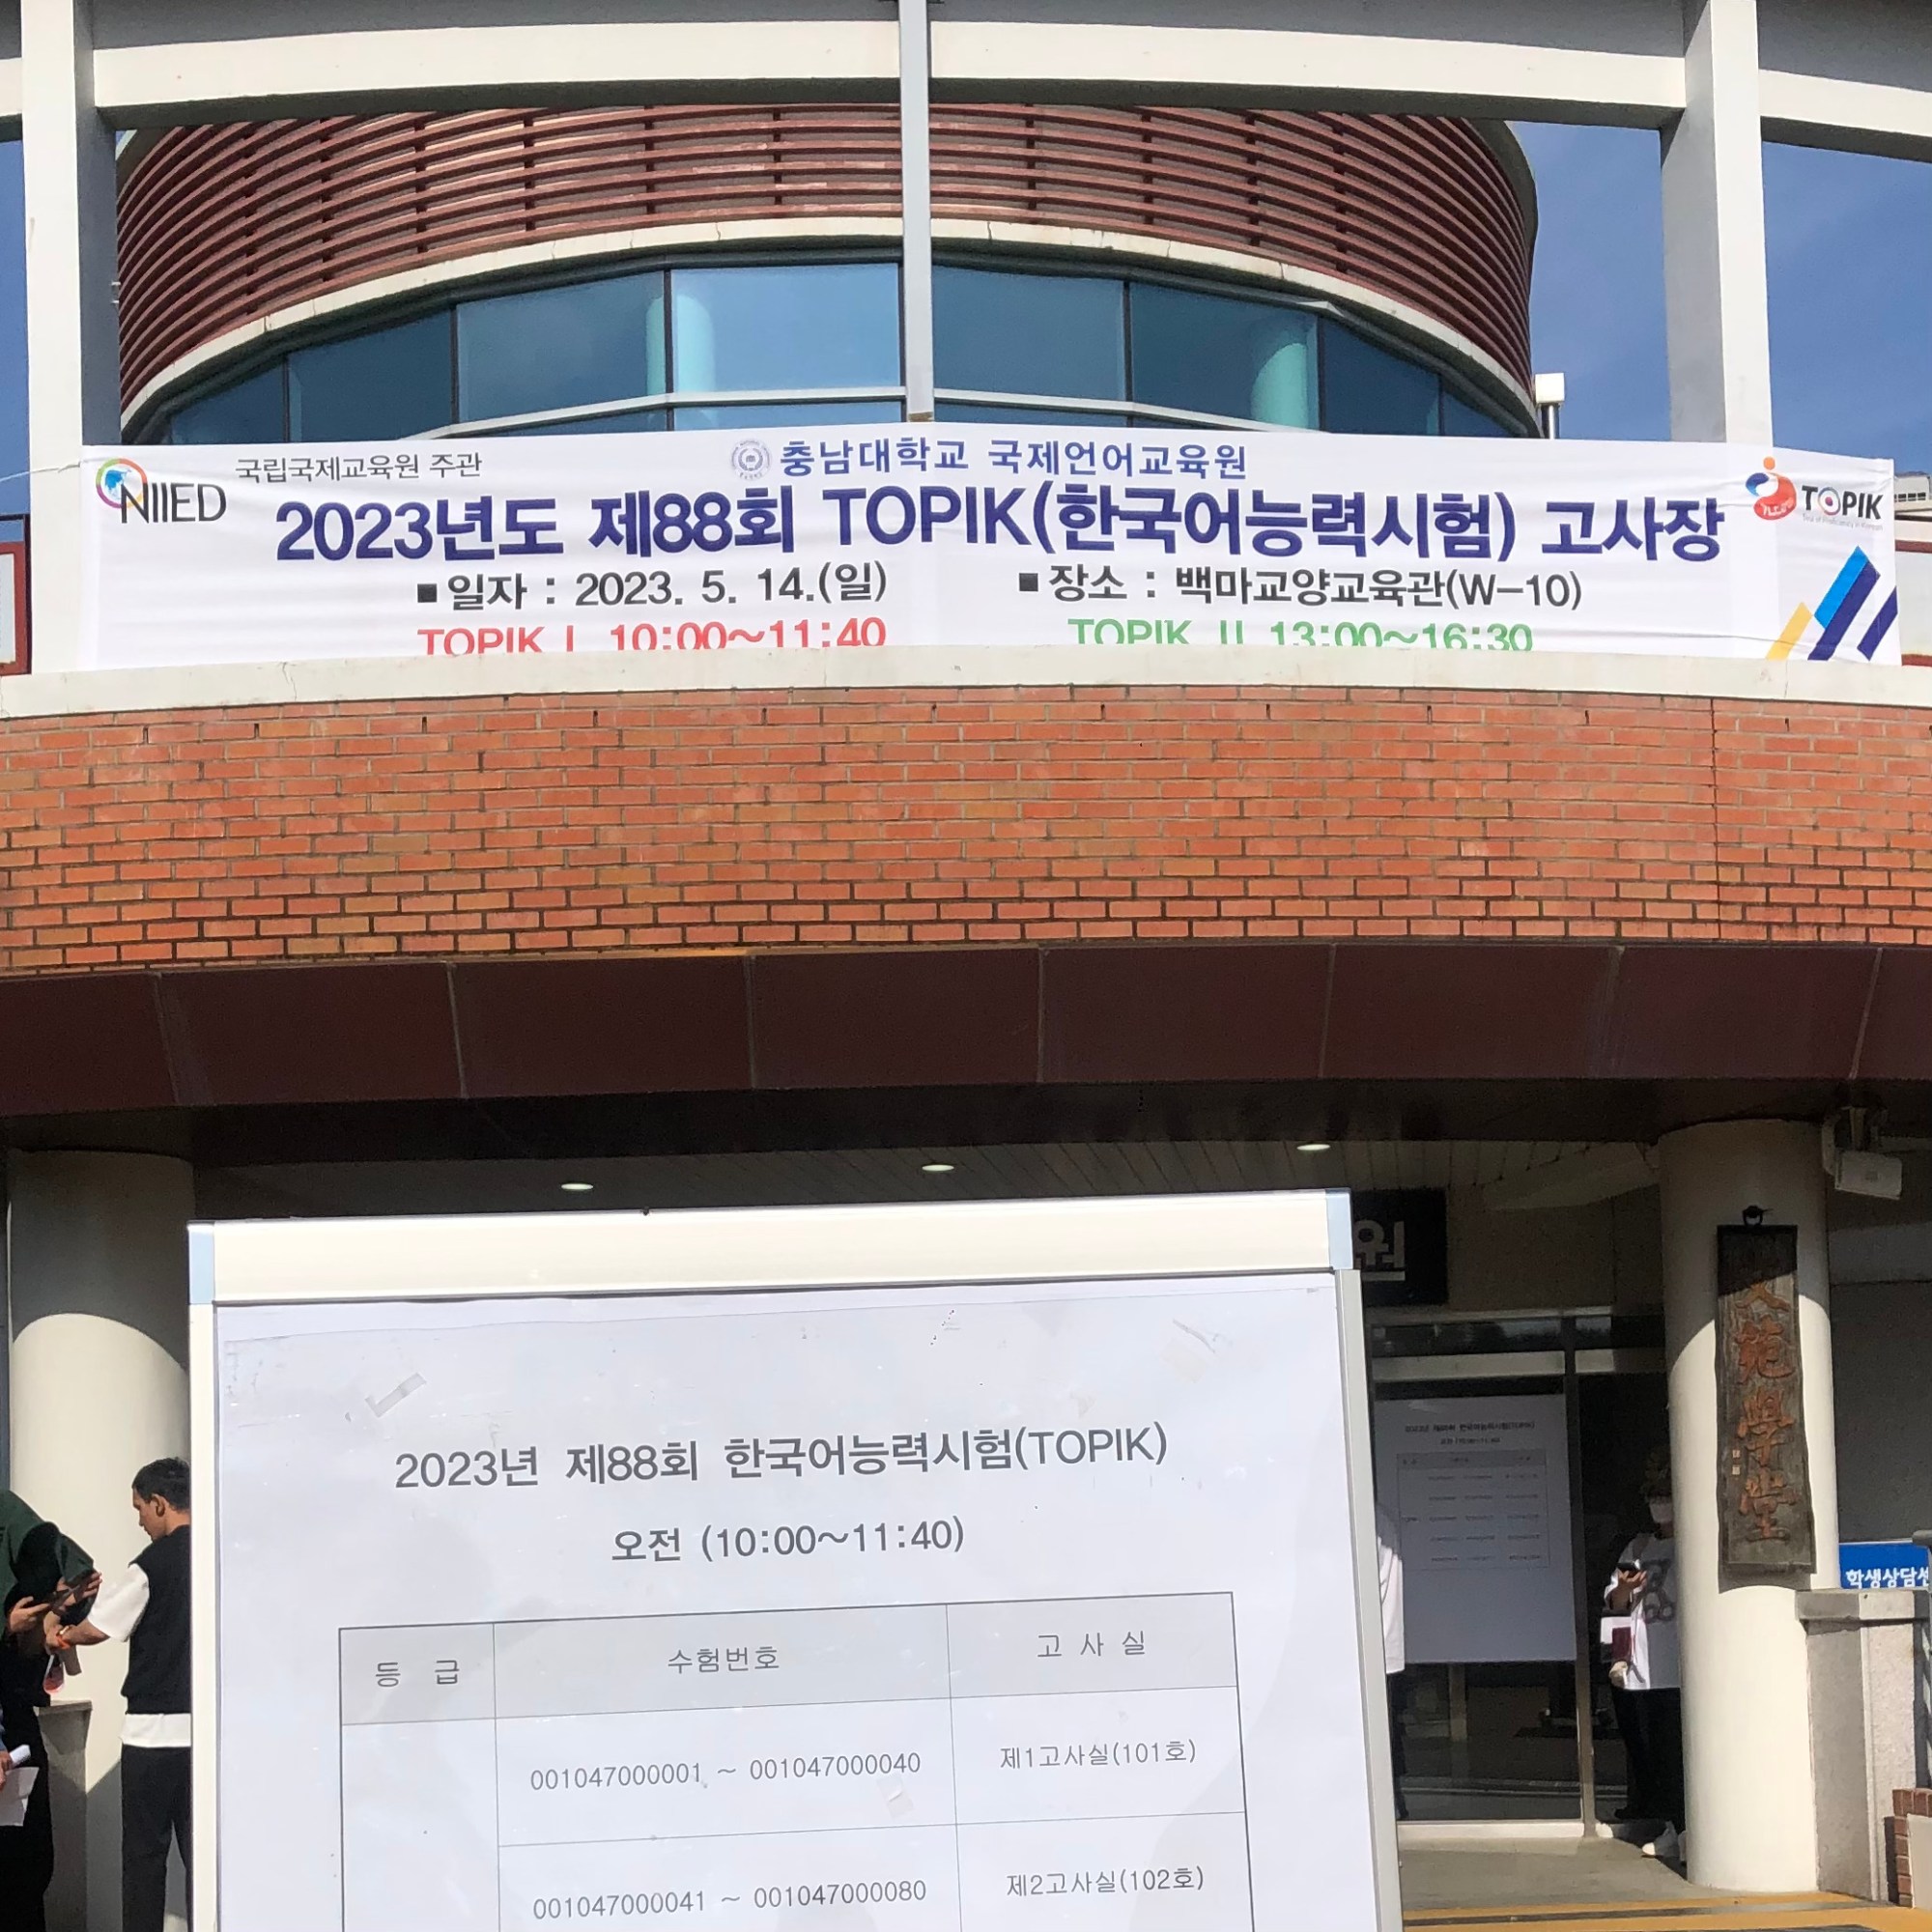 국립국제교육원 주관
NIIED
충남대학교 국제언어교육원
2023년도 제88회 TOPIK(한국어능력시험) 고사장
TOPIK
■일자 : 2023. 5. 14.(일)
■장소 : 백마교양교육관(W-10)
TOPIK I 10:00~11:40
TOPIK II 13:00~16:30
원
文苑學堂
학생상담센
2023년 제88회 한국어능력시험(TOPIK)
오전 (10:00~11:40)
등 급 수험번호 고 사 실
001047000001 ~ 001047000040 제1고사실(101호)
001047000041 ~ 001047000080 제2고사실(102호)